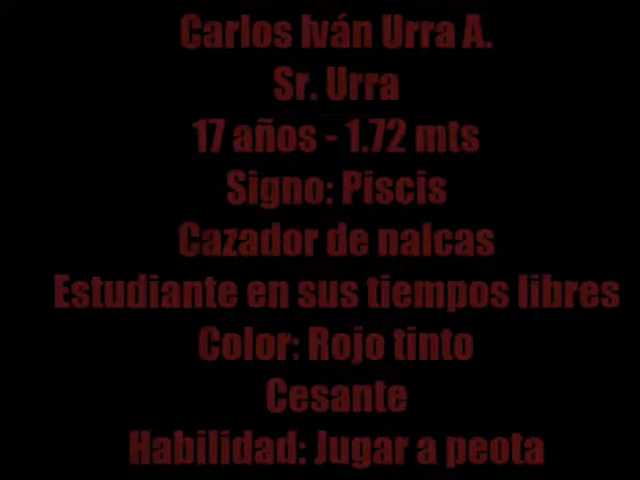 Carlos Iván Urra A.
Sr. Urra
17 años - 1.72 mts
Signo: Piscis
Cazador de nalcas
Estudiante en sus tiempos libres
Color: Rojo tinto
Cesante
Habilidad: Jugar a peota